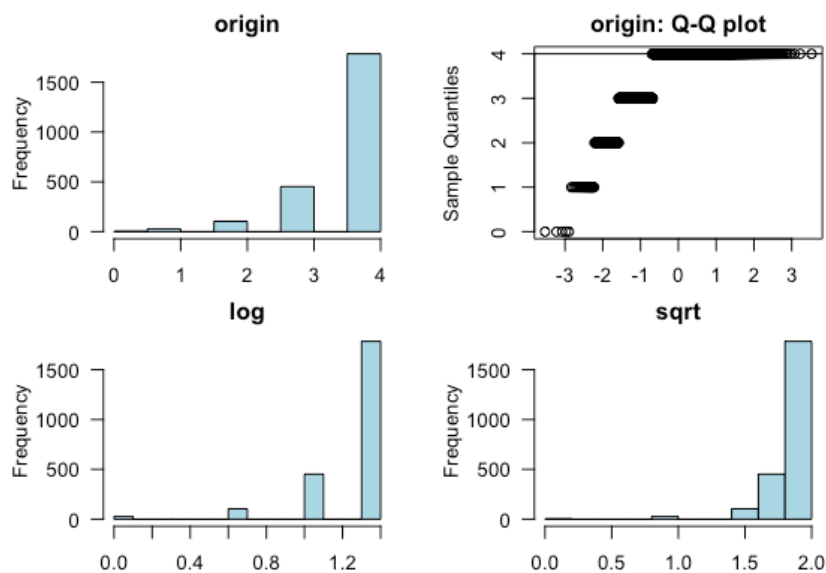 origin
Frequency
1500
1000
500
0
0 1 2 3 4
origin: Q-Q plot
Sample Quantiles
4
3
2
1
0
-3 -2 -1 0 1 2 3
log
Frequency
1500
1000
500
0
0.0 0.4 0.8 1.2
sqrt
Frequency
1500
1000
500
0
0.0 0.5 1.0 1.5 2.0